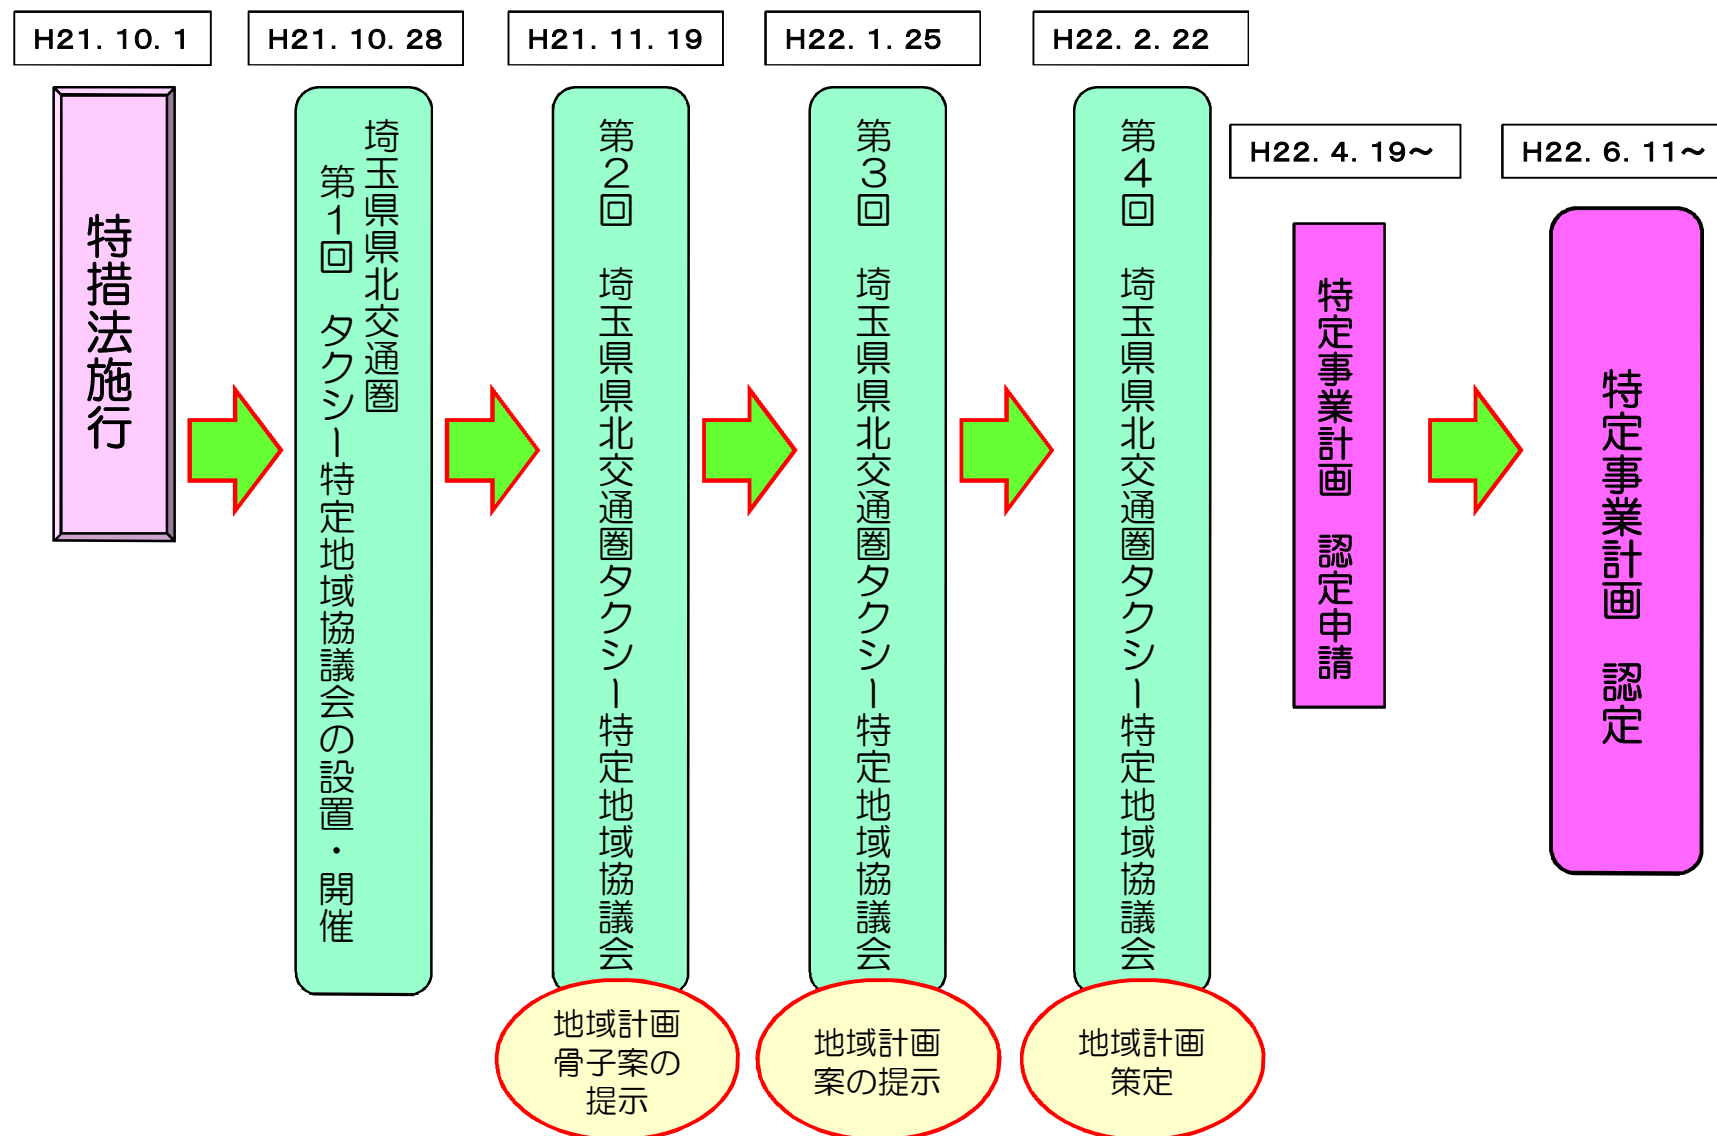 H21.10.1
H21.10.28
H21.11.19
H22.1.25
H22.2.22
H22.4.19～
H22.6.11～
特措法施行
埼玉県県北交通圏
第1回　タクシー特定地域協議会の設置・開催
第2回　埼玉県県北交通圏タクシー特定地域協議会
第3回　埼玉県県北交通圏タクシー特定地域協議会
第4回　埼玉県県北交通圏タクシー特定地域協議会
特定事業計画　認定申請
特定事業計画　認定
地域計画
骨子案の
提示
地域計画
案の提示
地域計画
策定